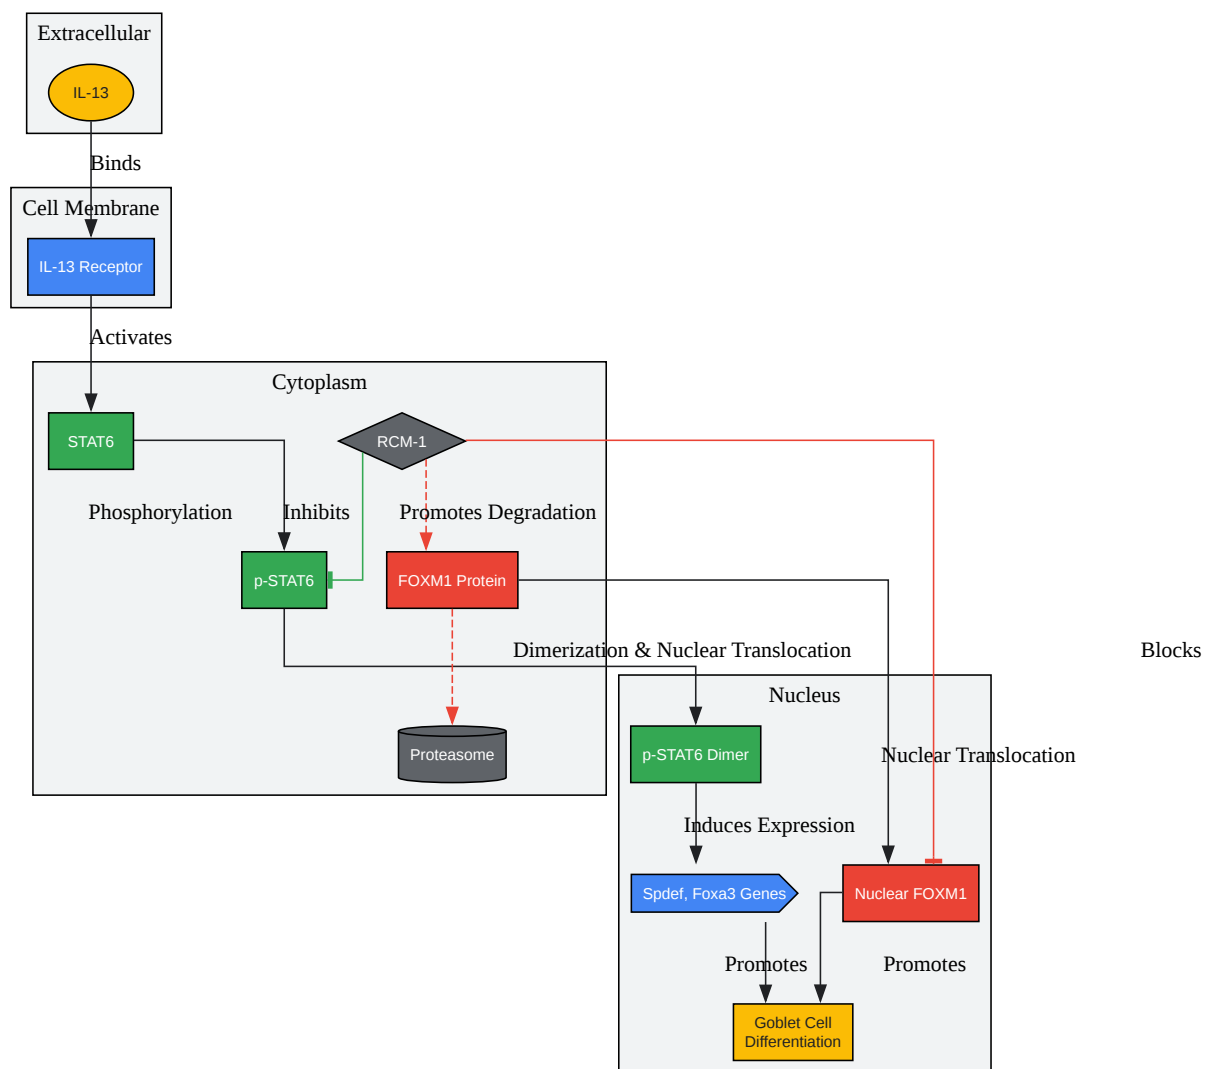 Extracellular
IL-13
Binds
Cell Membrane
IL-13 Receptor
Activates
Cytoplasm
STAT6
RCM-1
Phosphorylation
Inhibits
Promotes Degradation
p-STAT6
FOXM1 Protein
Dimerization & Nuclear Translocation
Blocks
Nucleus
Proteasome
p-STAT6 Dimer
Nuclear Translocation
Induces Expression
Spdef, Foxa3 Genes
Nuclear FOXM1
Promotes
Promotes
Goblet Cell
Differentiation